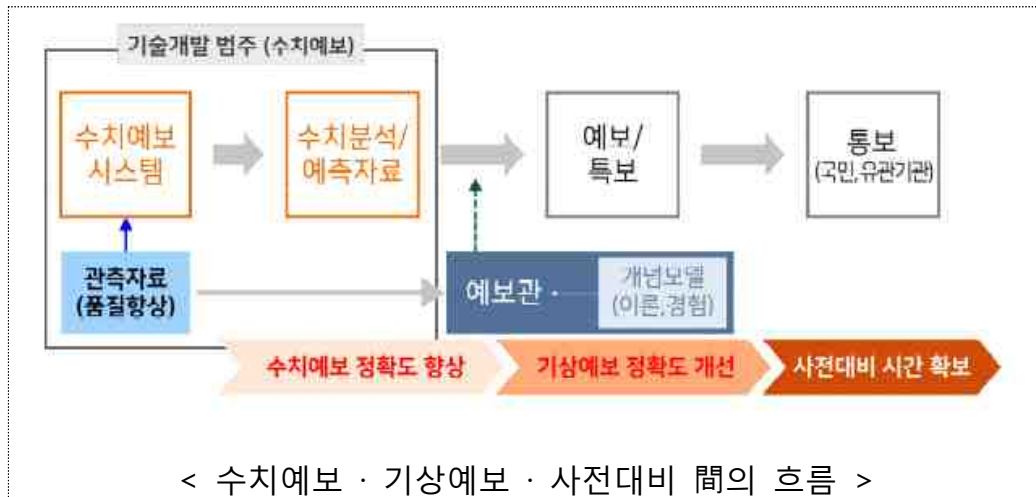 기술개발 범주 (수치예보)
수치예보
시스템
수치분석/
예측자료
예보/
특보
통보
(국민,유관기관)
관측자료
(품질향상)
예보관
개념모델
(이론,경험)
수치예보 정확도 향상
기상예보 정확도 개선
사전대비 시간 확보
< 수치예보 · 기상예보 · 사전대비 間의 흐름 >